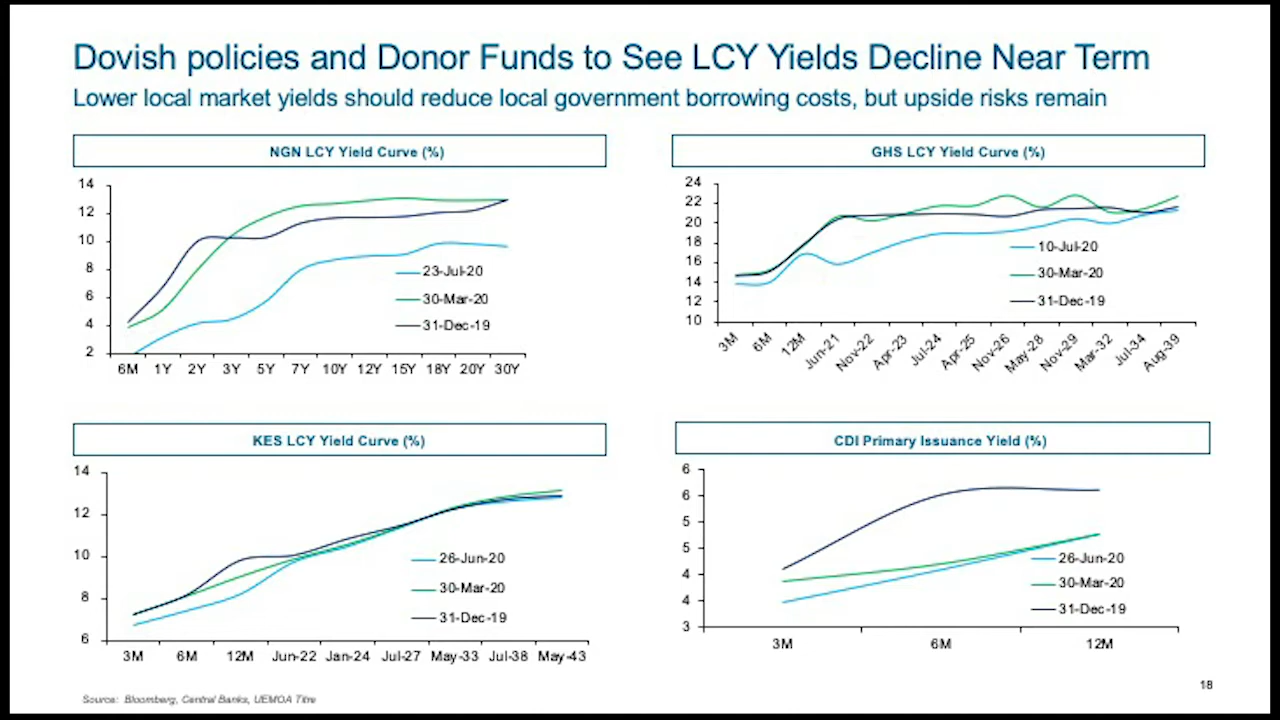 Dovish policies and Donor Funds to See LCY Yields Decline Near Term
Lower local market yields should reduce local government borrowing costs, but upside risks remain
NGN LCY Yield Curve (%)
14
12
10
8
6
4
2
6M 1Y 2Y 3Y 5Y 7Y 10Y 12Y 15Y 18Y 20Y 30Y
23-Jul-20
30-Mar-20
31-Dec-19
GHS LCY Yield Curve (%)
24
22
20
18
16
14
12
10
3M 6M 12M Jun-21 Nov-22 Apr-23 Jul-24 Apr-25 Nov-26 May-28 Nov-29 Mar-32 Jul-34 Aug-39
10-Jul-20
30-Mar-20
31-Dec-19
KES LCY Yield Curve (%)
14
12
10
8
6
3M 6M 12M Jun-22 Jan-24 Jul-27 May-33 Jul-38 May-43
26-Jun-20
30-Mar-20
31-Dec-19
CDI Primary Issuance Yield (%)
6
6
5
5
4
4
3
3M 6M 12M
26-Jun-20
30-Mar-20
31-Dec-19
Source: Bloomberg, Central Banks, UEMOA Titre
18